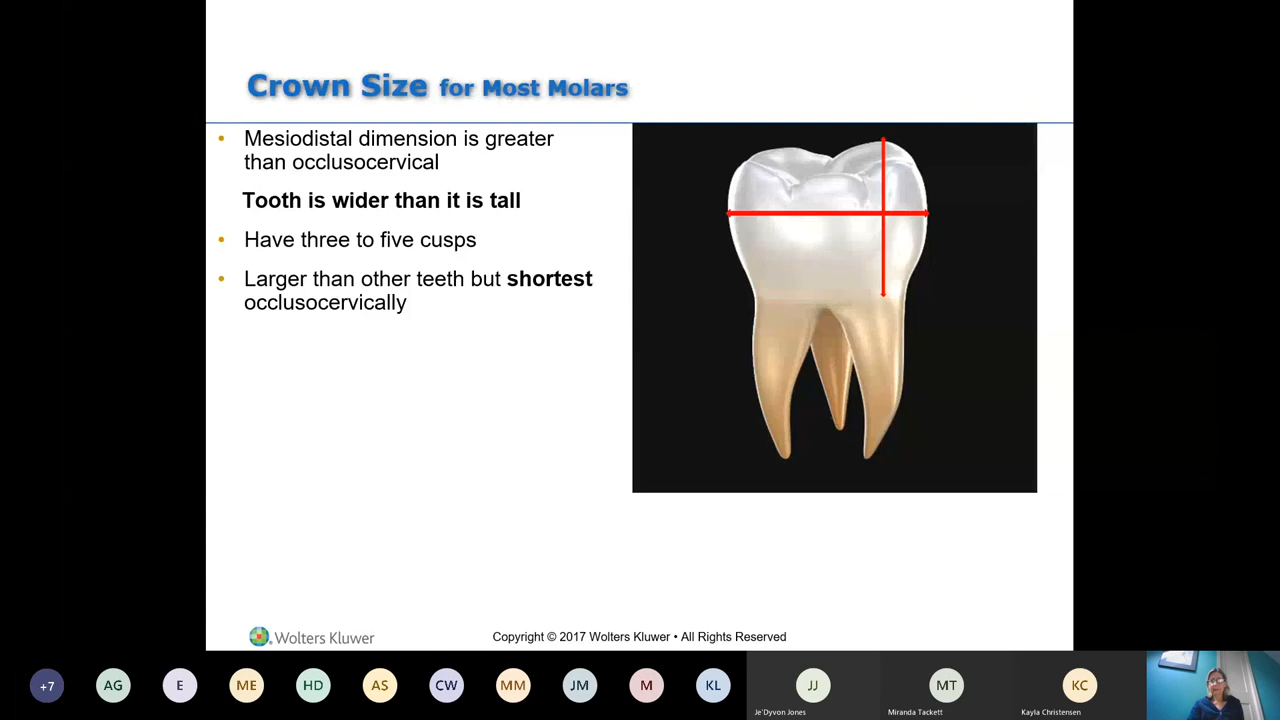 Crown Size for Most Molars
• Mesiodistal dimension is greater
than occlusocervical
Tooth is wider than it is tall
• Have three to five cusps
• Larger than other teeth but shortest
occlusocervically
Wolters Kluwer
Copyright © 2017 Wolters Kluwer • All Rights Reserved
+7 AG E ME HD AS CW MM JM M KL JJ MT KC
Je'Dyvon Jones Miranda Tackett Kayla Christensen